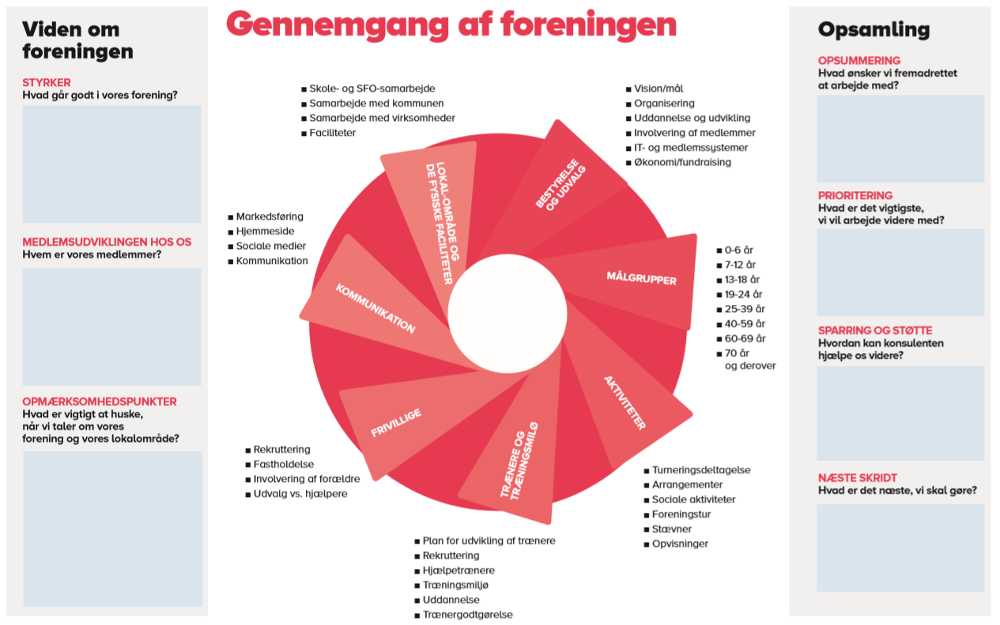 Viden om
foreningen
STYRKER
Hvad går godt i vores forening?
MEDLEMSUDVIKLINGEN HOS OS
Hvem er vores medlemmer?
OPMÆRKSOMHEDSPUNKTER
Hvad er vigtigt at huske,
når vi taler om vores
forening og vores lokalområde?
Gennemgang af foreningen
■ Skole- og SFO-samarbejde
■ Samarbejde med kommunen
■ Samarbejde med virksomheder
■ Faciliteter
■ Vision/mål
■ Organisering
■ Uddannelse og udvikling
■ Involvering af medlemmer
■ IT- og medlemssystemer
■ Økonomi/fundraising
LOKAL-OMRÅDE OG
DE FYSISKE FACILITETER
BESTYRELSE
OG UDVALG
■ Markedsføring
■ Hjemmeside
■ Sociale medier
■ Kommunikation
KOMMUNIKATION
MÅLGRUPPER
■ 0-6 år
■ 7-12 år
■ 13-18 år
■ 19-24 år
■ 25-39 år
■ 40-59 år
■ 60-69 år
■ 70 år
og derover
FRIVILLIGE
TRÆNERE OG
TRÆNINGSMILØ
AKTIVITETER
■ Rekruttering
■ Fastholdelse
■ Involvering af forældre
■ Udvalg vs. hjælpere
■ Turneringsdeltagelse
■ Arrangementer
■ Sociale aktiviteter
■ Foreningstur
■ Stævner
■ Opvisninger
■ Plan for udvikling af trænere
■ Rekruttering
■ Hjælpetrænere
■ Træningsmiljø
■ Uddannelse
■ Trænergodtgørelse
Opsamling
OPSUMMERING
Hvad ønsker vi fremadrettet
at arbejde med?
PRIORITERING
Hvad er det vigtigste,
vi vil arbejde videre med?
SPARRING OG STØTTE
Hvordan kan konsulenten
hjælpe os videre?
NÆSTE SKRIDT
Hvad er det næste, vi skal gøre?